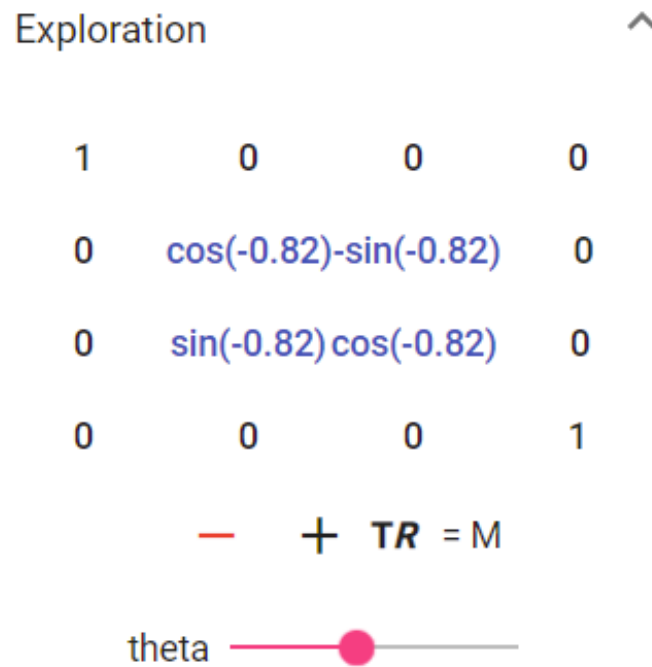 Exploration
1 0 0 0
0 cos(-0.82) -sin(-0.82) 0
0 sin(-0.82) cos(-0.82) 0
0 0 0 1
− + TR = M
theta